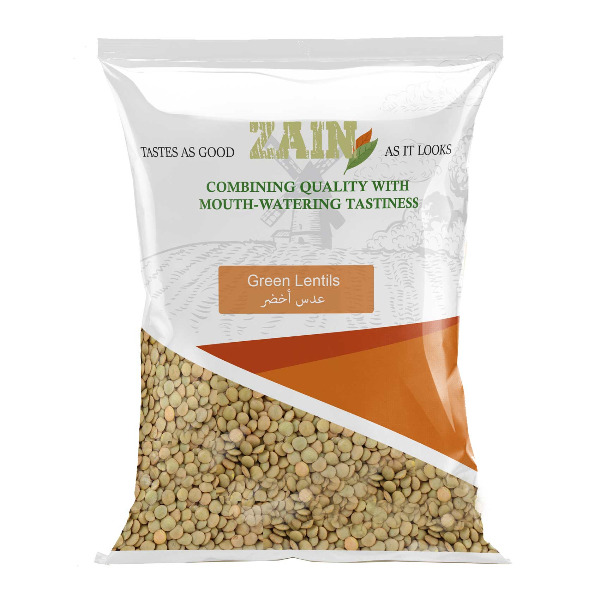 ZAIN
TASTES AS GOOD AS IT LOOKS
COMBINING QUALITY WITH
MOUTH-WATERING TASTINESS
Green Lentils
عدس أخضر